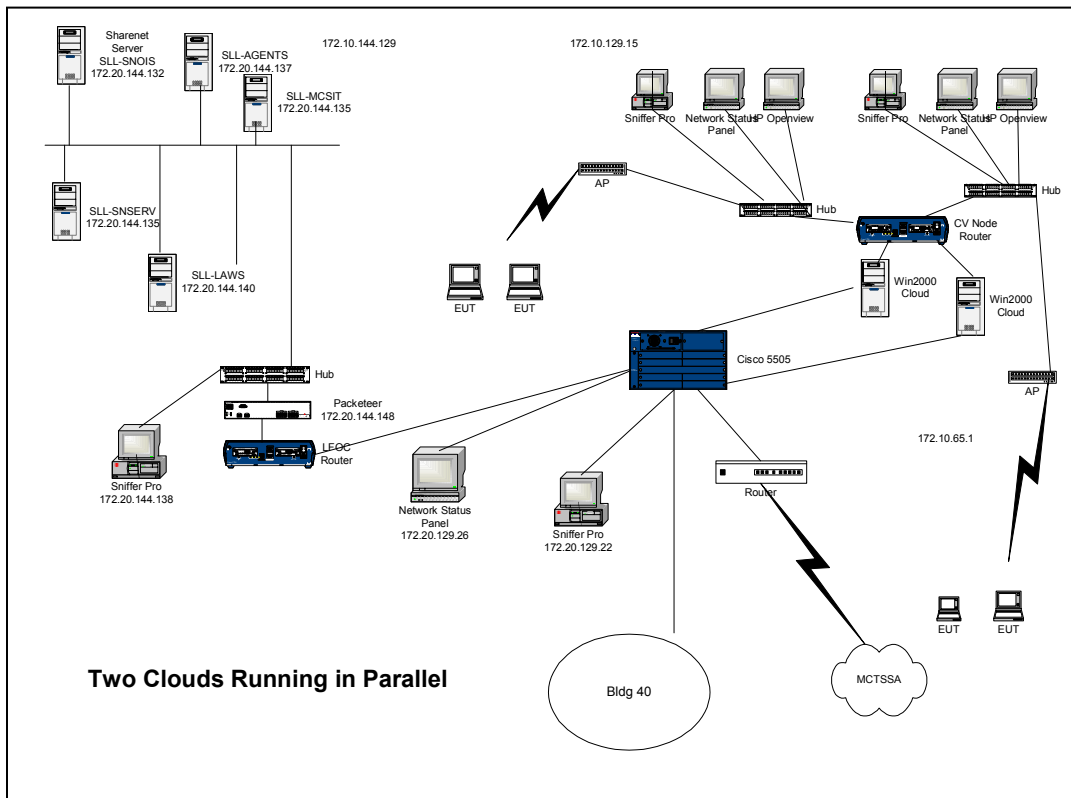 Sharenet
Server
SLL-SNOIS
172.20.144.132
SLL-AGENTS
172.20.144.137
SLL-MCSIT
172.20.144.135
172.10.144.129
172.10.129.15
Sniffer Pro
Network Status
Panel
HP Openview
Sniffer Pro
Network Status
Panel
HP Openview
AP
Hub
Hub
CV Node
Router
SLL-SNSERV
172.20.144.135
SLL-LAWS
172.20.144.140
EUT
EUT
Win2000
Cloud
Win2000
Cloud
Cisco 5505
Hub
Packeteer
172.20.144.148
LFOC
Router
AP
172.10.65.1
Sniffer Pro
172.20.144.138
Network Status
Panel
172.20.129.26
Sniffer Pro
172.20.129.22
Router
EUT
EUT
Two Clouds Running in Parallel
Bldg 40
MCTSSA